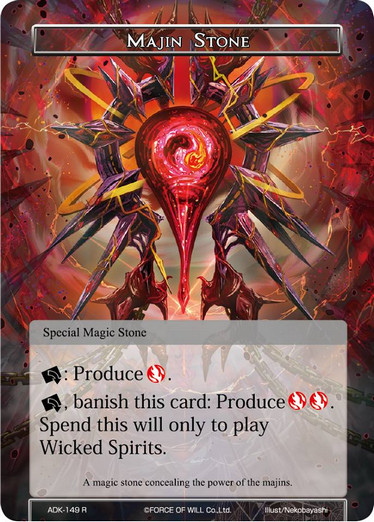 Majin Stone
Special Magic Stone
: Produce .
, banish this card: Produce .
Spend this will only to play
Wicked Spirits.
A magic stone concealing the power of the majins.
ADK-149 R ©FORCE OF WILL Co.,Ltd. Illust/Nekobayashi